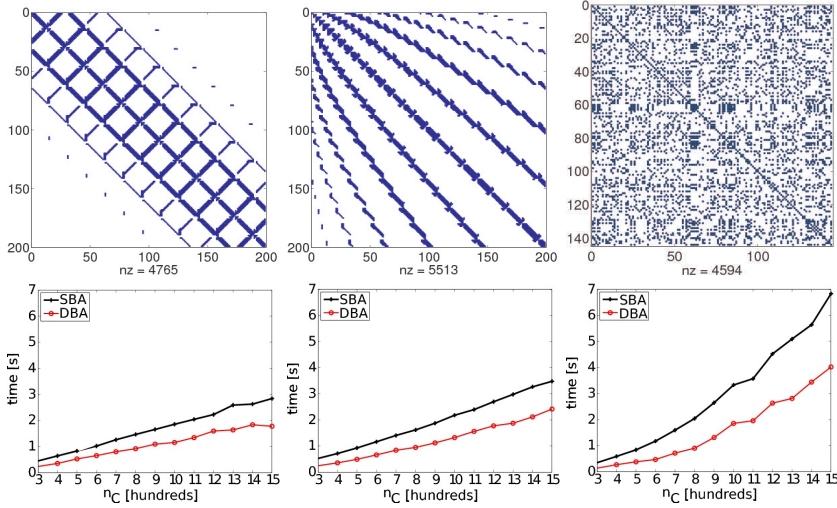 0
50
100
150
200
0 50 100 150 200
nz = 4765
0
50
100
150
200
0 50 100 150 200
nz = 5513
0
20
40
60
80
100
120
140
0 50 100
nz = 4594
7
6
5
4
3
2
1
0
time [s]
SBA
DBA
3 4 5 6 7 8 9 10 11 12 13 14 15
nC [hundreds]
7
6
5
4
3
2
1
0
time [s]
SBA
DBA
3 4 5 6 7 8 9 10 11 12 13 14 15
nC [hundreds]
7
6
5
4
3
2
1
0
time [s]
SBA
DBA
3 4 5 6 7 8 9 10 11 12 13 14 15
nC [hundreds]